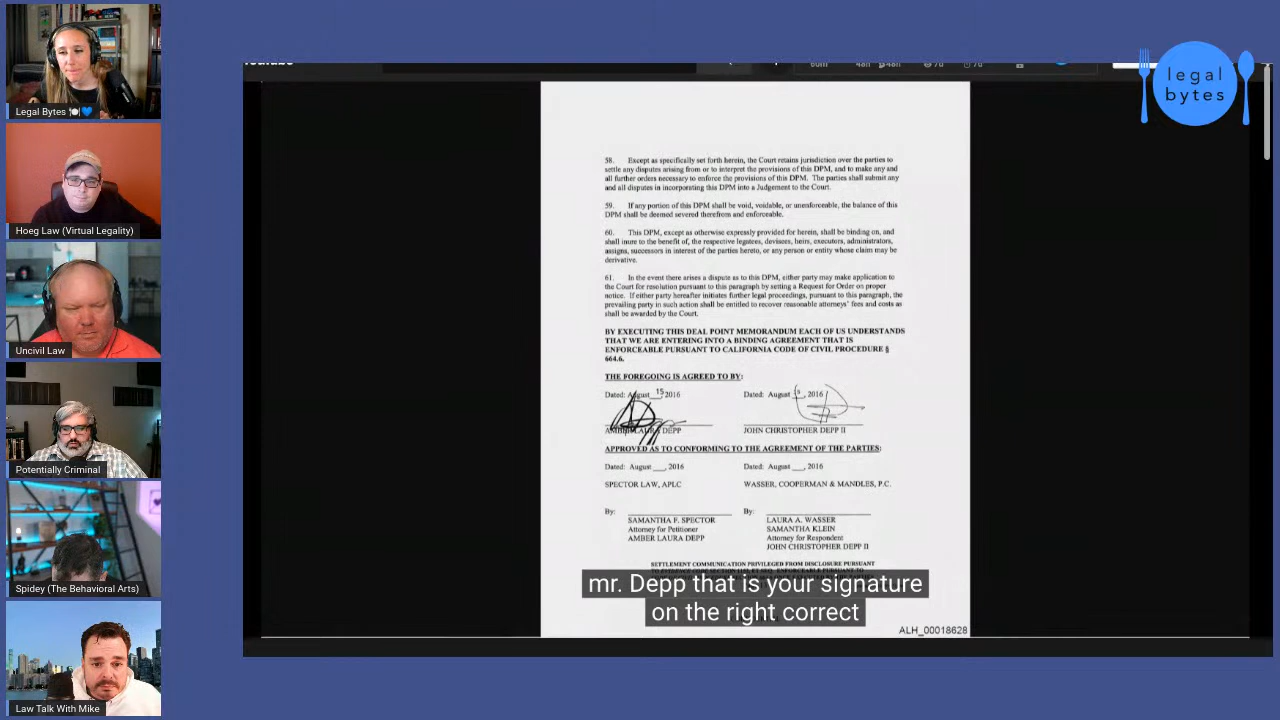 Legal Bytes 🍽️💙
Hoeg Law (Virtual Legality)
Uncivil Law
Potentially Criminal
Spidey (The Behavioral Arts)
Law Talk With Mike
legal
bytes
58. Except as specifically set forth herein, the Court retains jurisdiction over the parties to
settle any disputes arising from or to interpret the provisions of this DPM, and to make any and
all further orders necessary to enforce the provisions of this DPM. The parties shall submit any
and all disputes in incorporating this DPM into a Judgement to the Court.
59. If any portion of this DPM shall be void, voidable, or unenforceable, the balance of this
DPM shall be deemed severed therefrom and enforceable.
60. This DPM, except as otherwise expressly provided for herein, shall be binding on, and
shall inure to the benefit of, the respective legatees, devisees, heirs, executors, administrators,
assigns, successors in interest of the parties hereto, or any person or entity whose claim may be
derivative.
61. In the event there arises a dispute as to this DPM, either party may make application to
the Court for resolution pursuant to this paragraph by setting a Request for Order on proper
notice. If either party hereafter initiates further legal proceedings, pursuant to this paragraph, the
prevailing party in such action shall be entitled to recover reasonable attorneys' fees and costs as
shall be awarded by the Court.
BY EXECUTING THIS DEAL POINT MEMORANDUM EACH OF US UNDERSTANDS
THAT WE ARE ENTERING INTO A BINDING AGREEMENT THAT IS
ENFORCEABLE PURSUANT TO CALIFORNIA CODE OF CIVIL PROCEDURE §
664.6.
THE FOREGOING IS AGREED TO BY:
Dated: August 15 2016 Dated: August , 2016
AMBER LAURA DEPP JOHN CHRISTOPHER DEPP II
APPROVED AS TO CONFORMING TO THE AGREEMENT OF THE PARTIES:
Dated: August ___, 2016 Dated: August ___, 2016
SPECTOR LAW, APLC WASSER, COOPERMAN & MANDLES, P.C.
By: By:
SAMANTHA F. SPECTOR LAURA A. WASSER
Attorney for Petitioner SAMANTHA KLEIN
AMBER LAURA DEPP Attorney for Respondent
JOHN CHRISTOPHER DEPP II
SETTLEMENT COMMUNICATION PRIVILEGED FROM DISCLOSURE PURSUANT
mr. Depp that is your signature
on the right correct
ALH_00018628